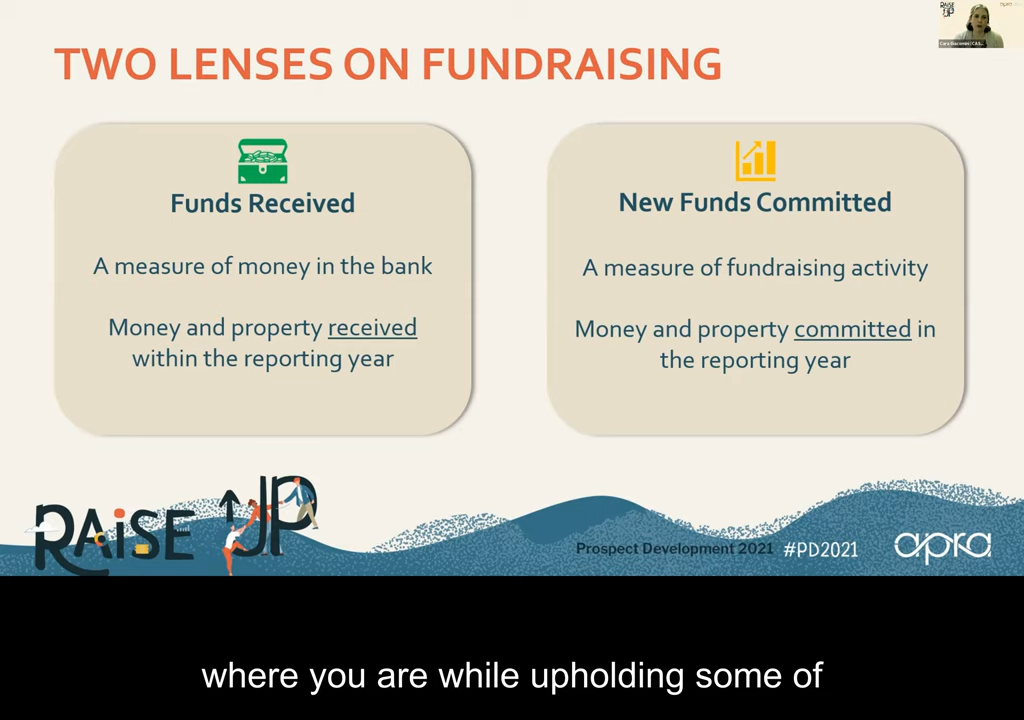 RAISE
UP
TWO LENSES ON FUNDRAISING
Funds Received
A measure of money in the bank
Money and property received
within the reporting year
New Funds Committed
A measure of fundraising activity
Money and property committed in
the reporting year
RAiSE UP
Prospect Development 2021 #PD2021
apra
where you are while upholding some of